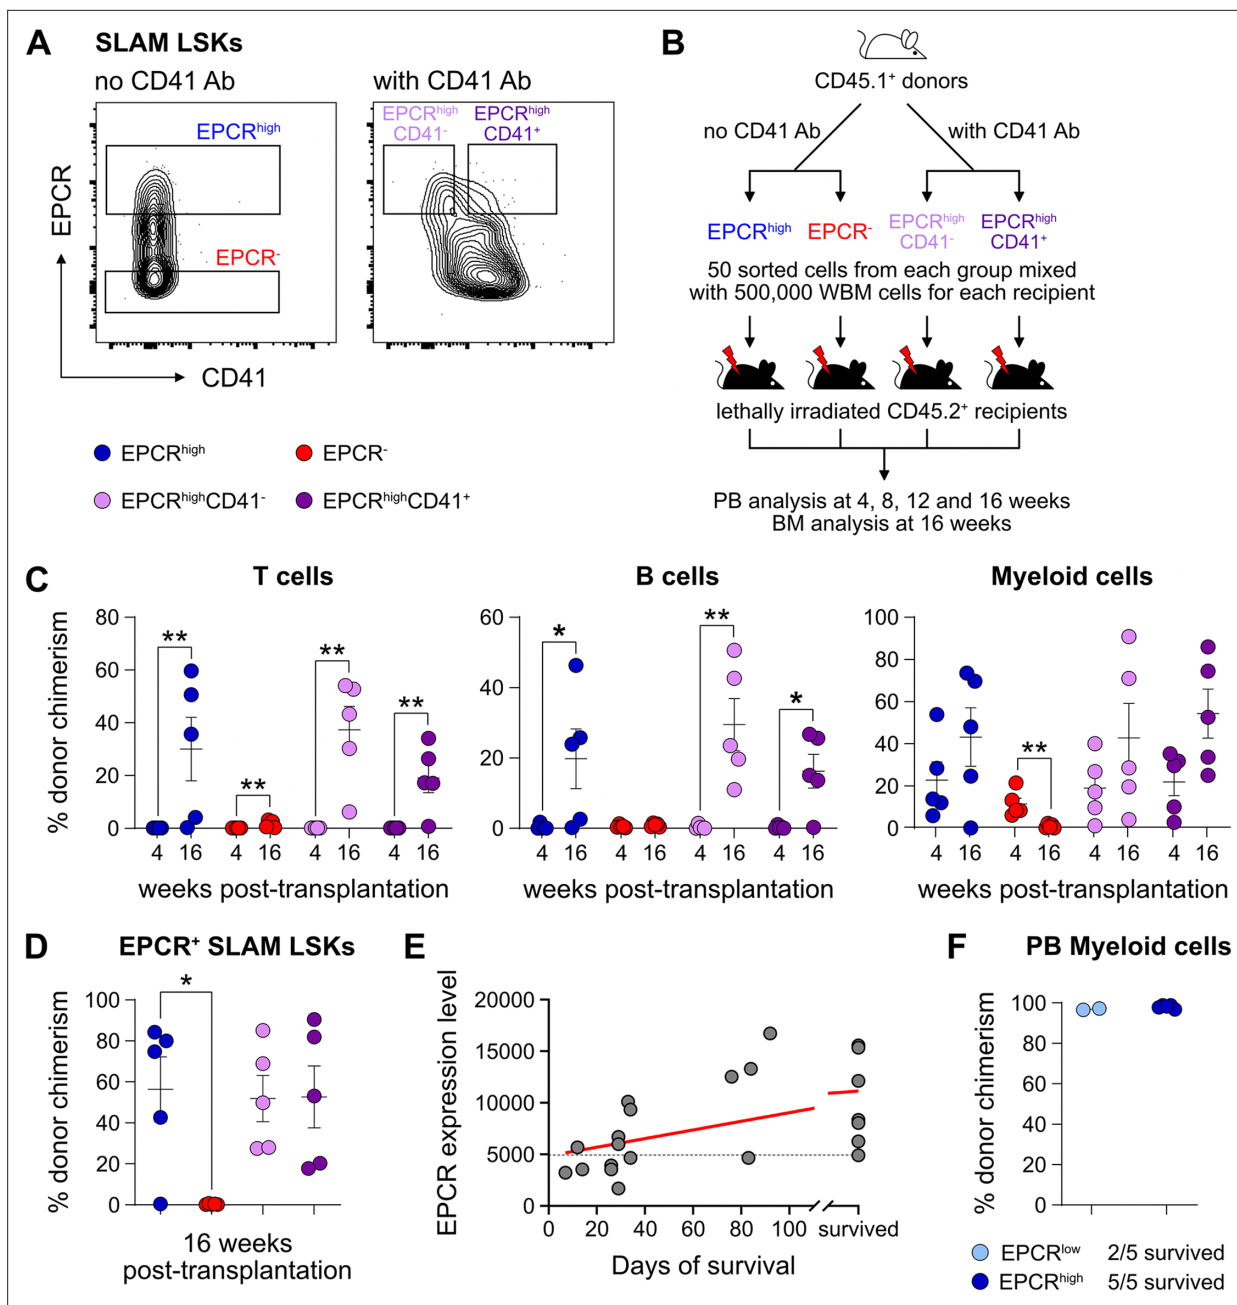 A
SLAM LSKs
no CD41 Ab
with CD41 Ab
EPCR
EPCRhigh
EPCR-
EPCRhigh
CD41-
EPCRhigh
CD41+
CD41
EPCRhigh
EPCR-
EPCRhighCD41-
EPCRhighCD41+
B
CD45.1+ donors
no CD41 Ab
with CD41 Ab
EPCRhigh
EPCR-
EPCRhigh
CD41-
EPCRhigh
CD41+
50 sorted cells from each group mixed
with 500,000 WBM cells for each recipient
lethally irradiated CD45.2+ recipients
PB analysis at 4, 8, 12 and 16 weeks
BM analysis at 16 weeks
C
T cells
% donor chimerism
80
60
40
20
0
**
**
**
**
4 16 4 16 4 16 4 16
weeks post-transplantation
B cells
60
40
20
0
*
**
*
4 16 4 16 4 16 4 16
weeks post-transplantation
Myeloid cells
100
80
60
40
20
0
**
4 16 4 16 4 16 4 16
weeks post-transplantation
D
EPCR+ SLAM LSKs
% donor chimerism
100
80
60
40
20
0
*
16 weeks
post-transplantation
E
EPCR expression level
20000
15000
10000
5000
0
0 20 40 60 80 100 survived
Days of survival
F
PB Myeloid cells
% donor chimerism
100
80
60
40
20
0
EPCRlow 2/5 survived
EPCRhigh 5/5 survived